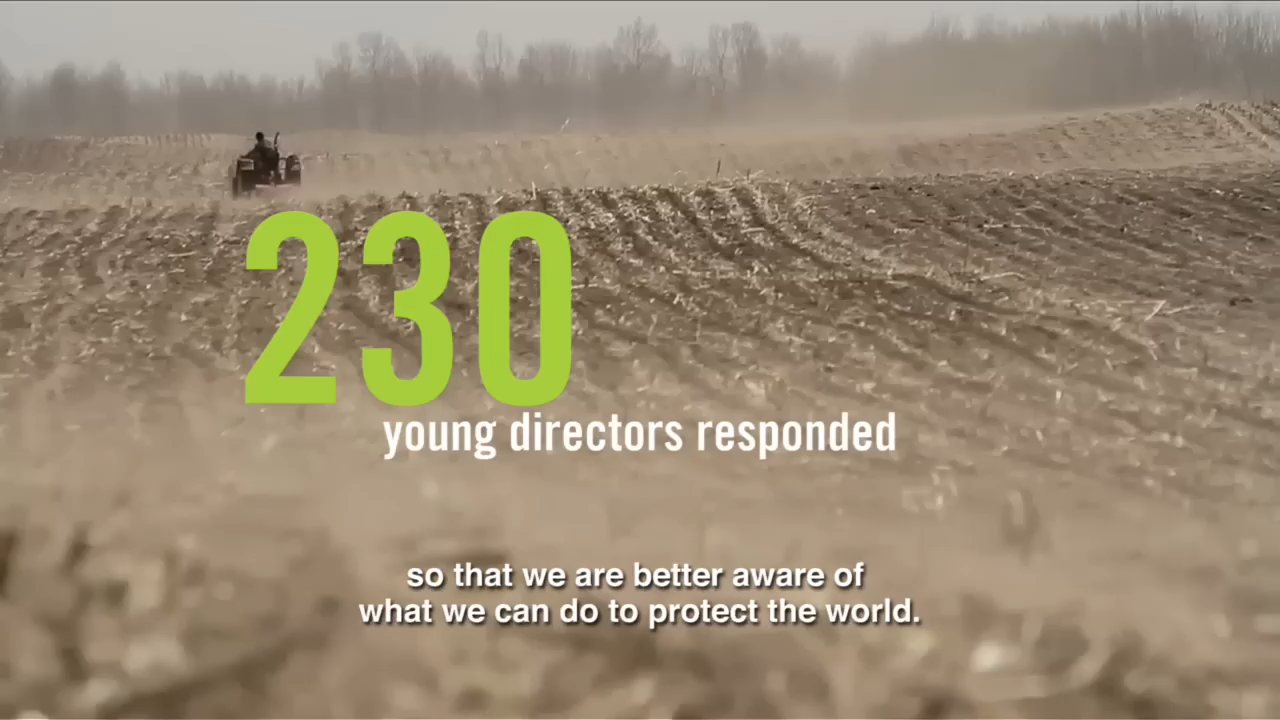 230
young directors responded
so that we are better aware of
what we can do to protect the world.